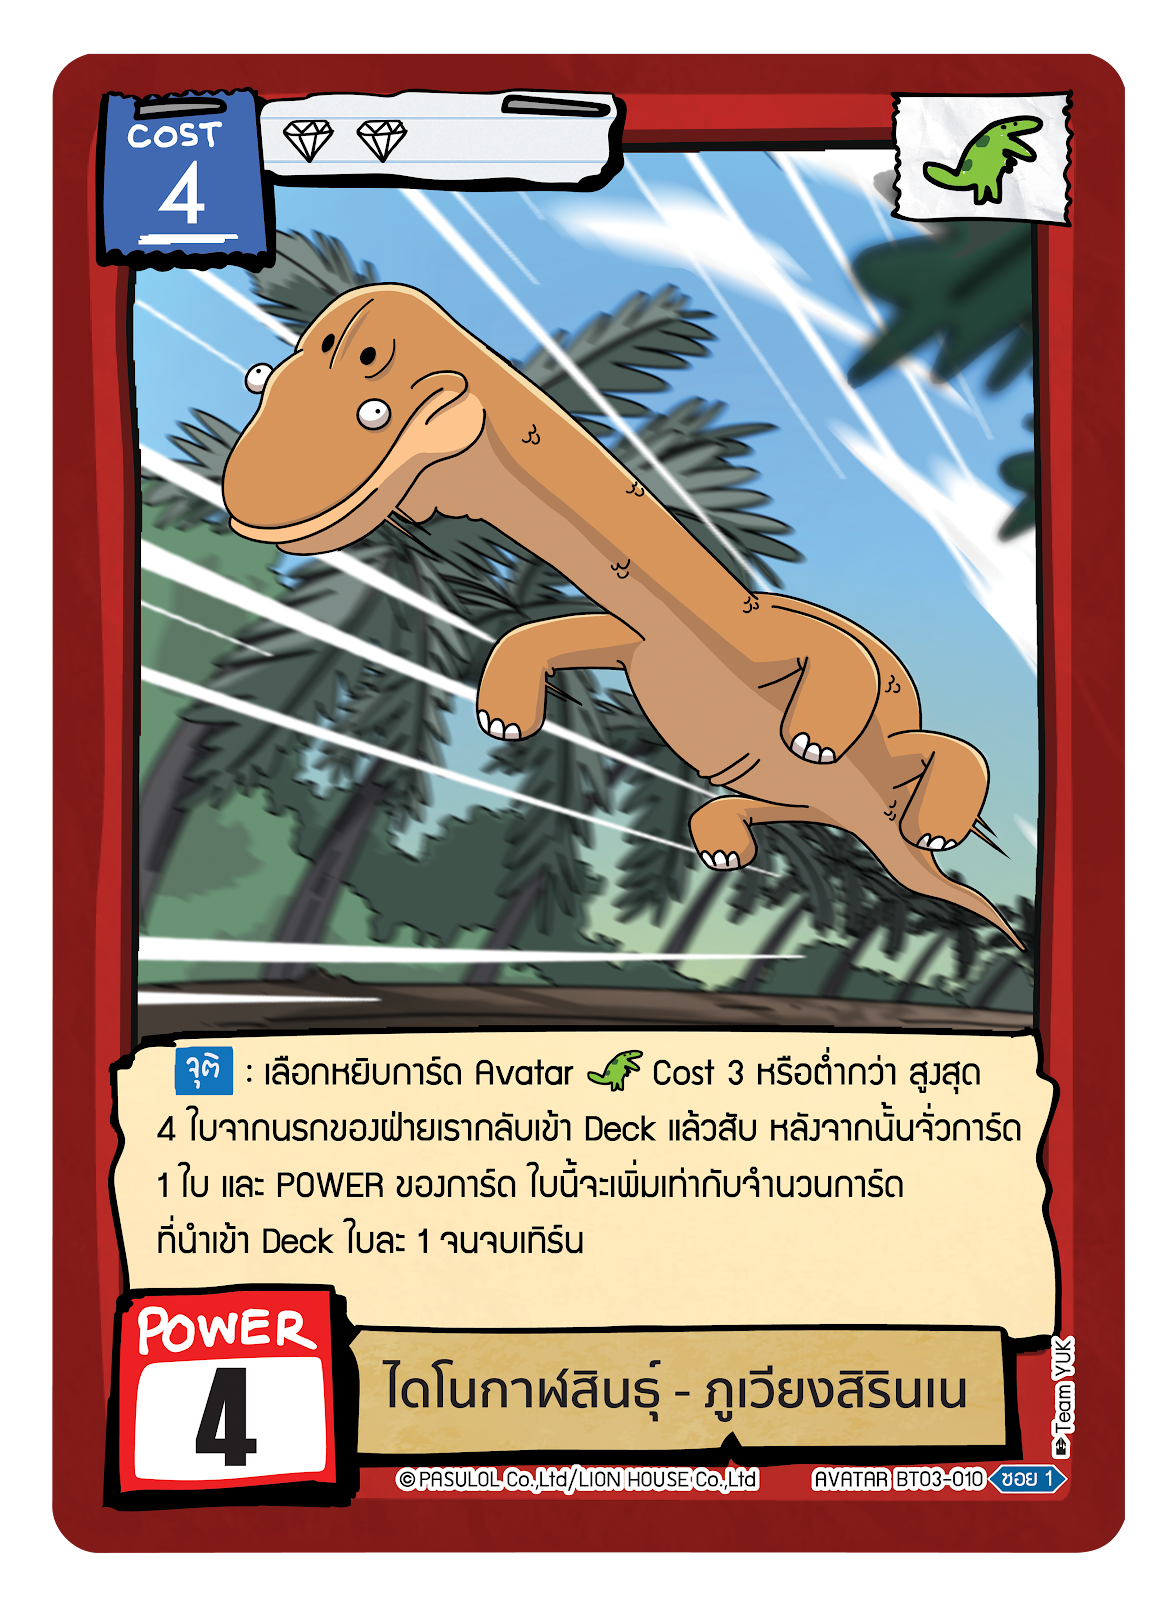 COST
4
จุติ : เลือกหยิบการ์ด Avatar Cost 3 หรือต่ำกว่า สูงสุด
4 ใบจากนรกของฝ่ายเรากลับเข้า Deck แล้วสับ หลังจากนั้นจั่วการ์ด
1 ใบ และ POWER ของการ์ด ใบนี้จะเพิ่มเท่ากับจำนวนการ์ด
ที่นำเข้า Deck ใบละ 1 จนจบเทิร์น
POWER
4
ไดโนกาฬสินธุ์ - ภูเวียงสิรินเน
Team YUK
© PASULOL Co.,Ltd/LION HOUSE Co.,Ltd
AVATAR BT03-010 ซอย 1